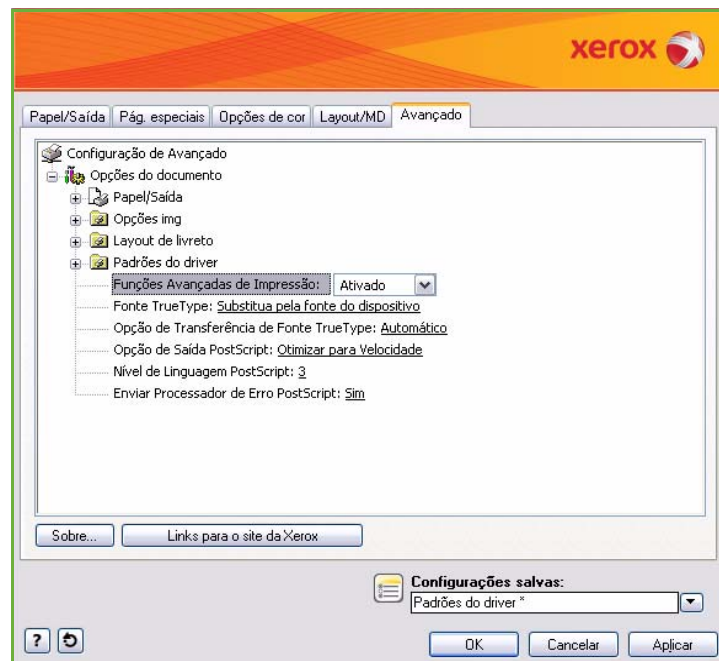 xerox
Papel/Saída Pág. especiais Opções de cor Layout/MD Avançado
Configuração de Avançado
Opções do documento
Papel/Saída
Opções img
Layout de livreto
Padrões do driver
Funções Avançadas de Impressão: Ativado
Fonte TrueType: Substitua pela fonte do dispositivo
Opção de Transferência de Fonte TrueType: Automático
Opção de Saída PostScript: Otimizar para Velocidade
Nível de Linguagem PostScript: 3
Enviar Processador de Erro PostScript: Sim
Sobre... Links para o site da Xerox
Configurações salvas:
Padrões do driver *
? OK Cancelar Aplicar